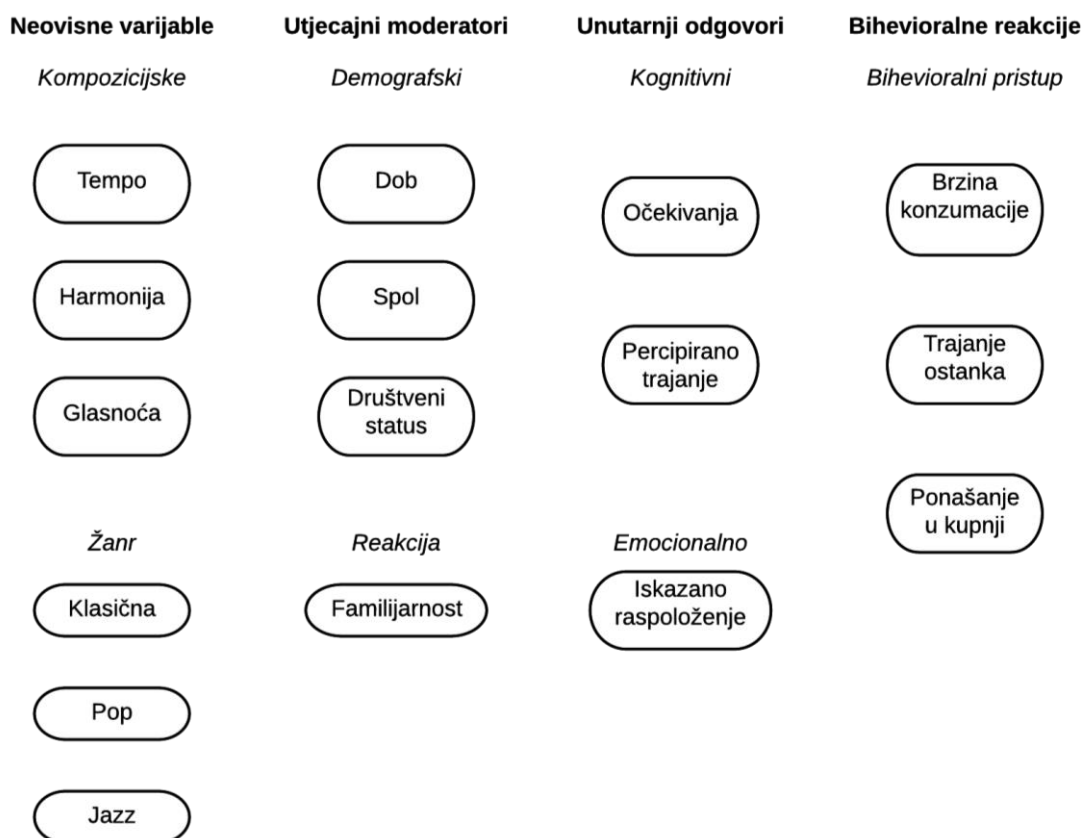 Neovisne varijable
Kompozicijske
Tempo
Harmonija
Glasnoća
Žanr
Klasična
Pop
Jazz
Utjecajni moderatori
Demografski
Dob
Spol
Društveni
status
Reakcija
Familijarnost
Unutarnji odgovori
Kognitivni
Očekivanja
Percipirano
trajanje
Emocionalno
Iskazano
raspoloženje
Bihevioralne reakcije
Bihevioralni pristup
Brzina
konzumacije
Trajanje
ostanka
Ponašanje
u kupnji